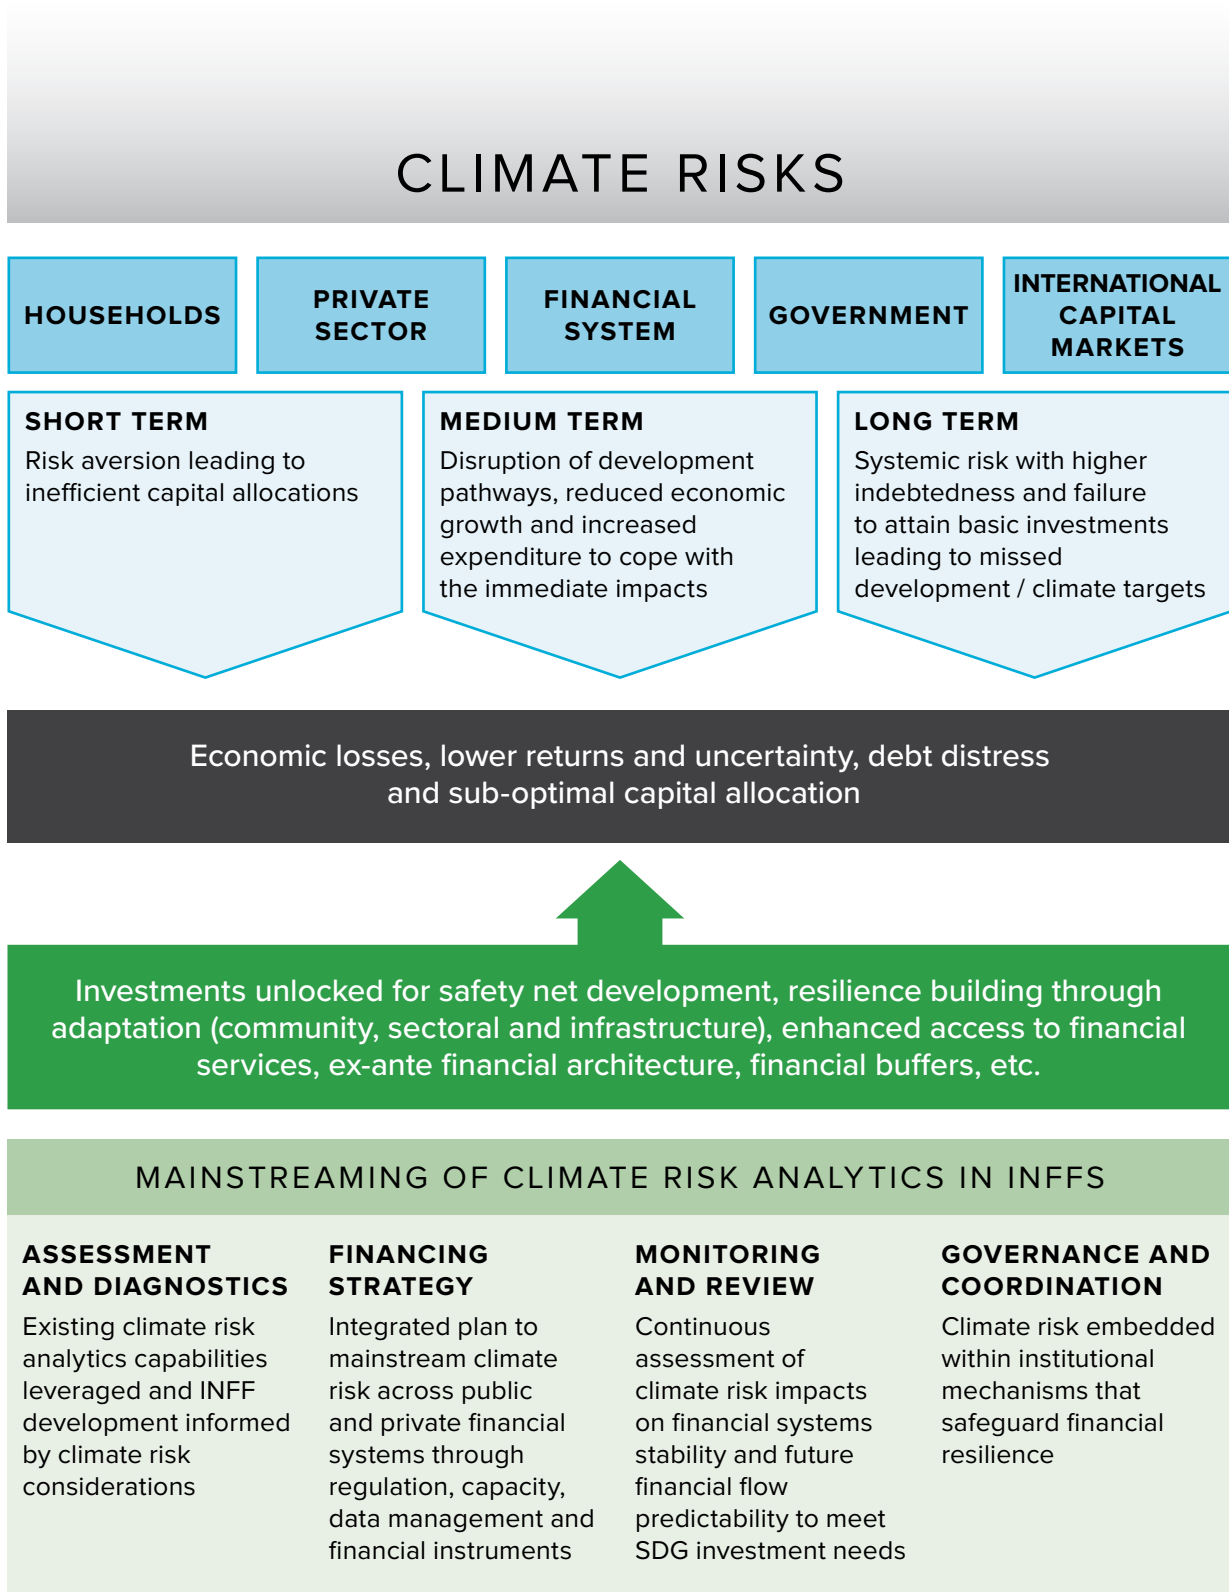 CLIMATE RISKS
HOUSEHOLDS
PRIVATE
SECTOR
FINANCIAL
SYSTEM
GOVERNMENT
INTERNATIONAL
CAPITAL
MARKETS
SHORT TERM
Risk aversion leading to
inefficient capital allocations
MEDIUM TERM
Disruption of development
pathways, reduced economic
growth and increased
expenditure to cope with
the immediate impacts
LONG TERM
Systemic risk with higher
indebtedness and failure
to attain basic investments
leading to missed
development / climate targets
Economic losses, lower returns and uncertainty, debt distress
and sub-optimal capital allocation
Investments unlocked for safety net development, resilience building through
adaptation (community, sectoral and infrastructure), enhanced access to financial
services, ex-ante financial architecture, financial buffers, etc.
MAINSTREAMING OF CLIMATE RISK ANALYTICS IN INFFS
ASSESSMENT
AND DIAGNOSTICS
Existing climate risk
analytics capabilities
leveraged and INFF
development informed
by climate risk
considerations
FINANCING
STRATEGY
Integrated plan to
mainstream climate
risk across public
and private financial
systems through
regulation, capacity,
data management and
financial instruments
MONITORING
AND REVIEW
Continuous
assessment of
climate risk impacts
on financial systems
stability and future
financial flow
predictability to meet
SDG investment needs
GOVERNANCE AND
COORDINATION
Climate risk embedded
within institutional
mechanisms that
safeguard financial
resilience